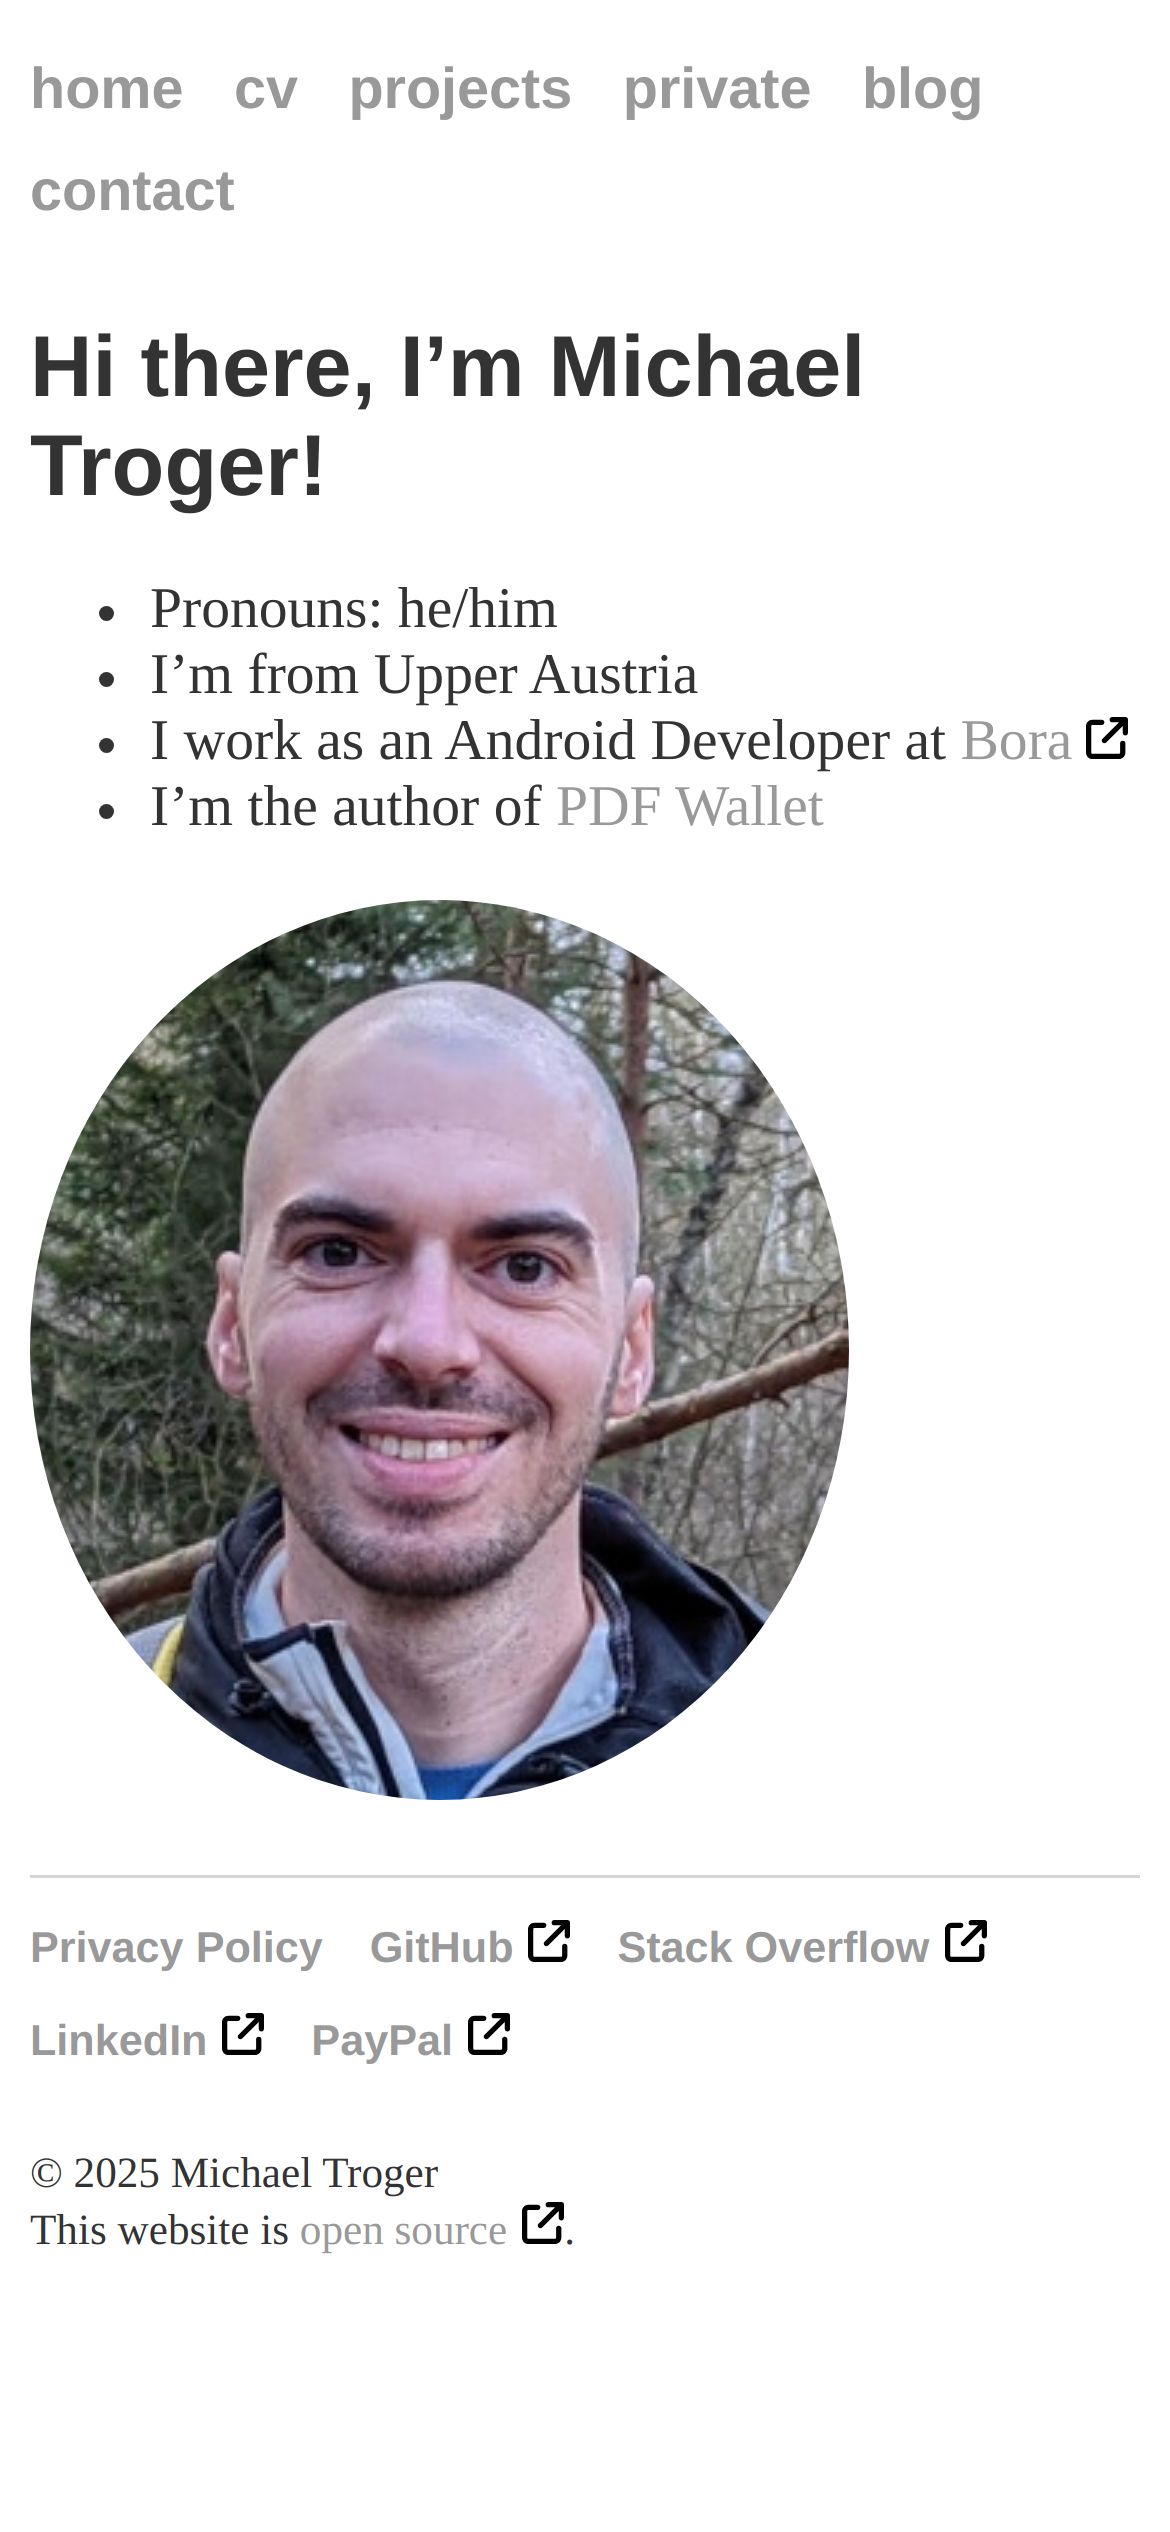 home cv projects private blog
contact
Hi there, I’m Michael
Troger!
• Pronouns: he/him
• I’m from Upper Austria
• I work as an Android Developer at Bora
• I’m the author of PDF Wallet
Privacy Policy GitHub Stack Overflow
LinkedIn PayPal
© 2025 Michael Troger
This website is open source .